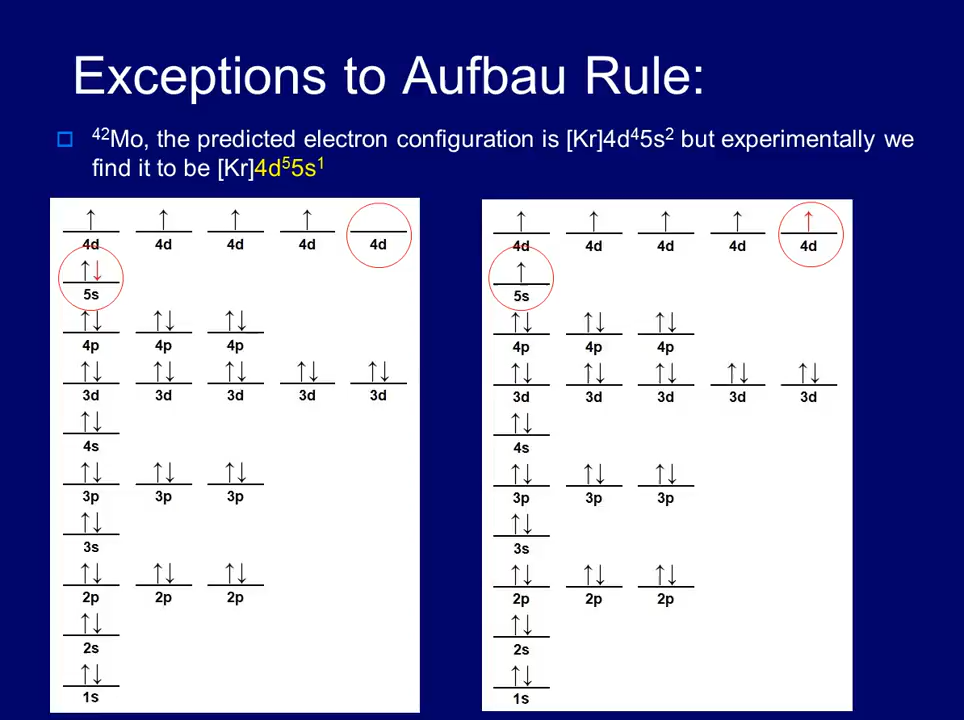 Exceptions to Aufbau Rule:
⁴²Mo, the predicted electron configuration is [Kr]4d⁴5s² but experimentally we
find it to be [Kr]4d⁵5s¹
↑ ↑ ↑ ↑
4d 4d 4d 4d 4d
↑↓
5s
↑↓ ↑↓ ↑↓
4p 4p 4p
↑↓ ↑↓ ↑↓ ↑↓ ↑↓
3d 3d 3d 3d 3d
↑↓
4s
↑↓ ↑↓ ↑↓
3p 3p 3p
↑↓
3s
↑↓ ↑↓ ↑↓
2p 2p 2p
↑↓
2s
↑↓
1s
↑ ↑ ↑ ↑ ↑
4d 4d 4d 4d 4d
↑
5s
↑↓ ↑↓ ↑↓
4p 4p 4p
↑↓ ↑↓ ↑↓ ↑↓ ↑↓
3d 3d 3d 3d 3d
↑↓
4s
↑↓ ↑↓ ↑↓
3p 3p 3p
↑↓
3s
↑↓ ↑↓ ↑↓
2p 2p 2p
↑↓
2s
↑↓
1s